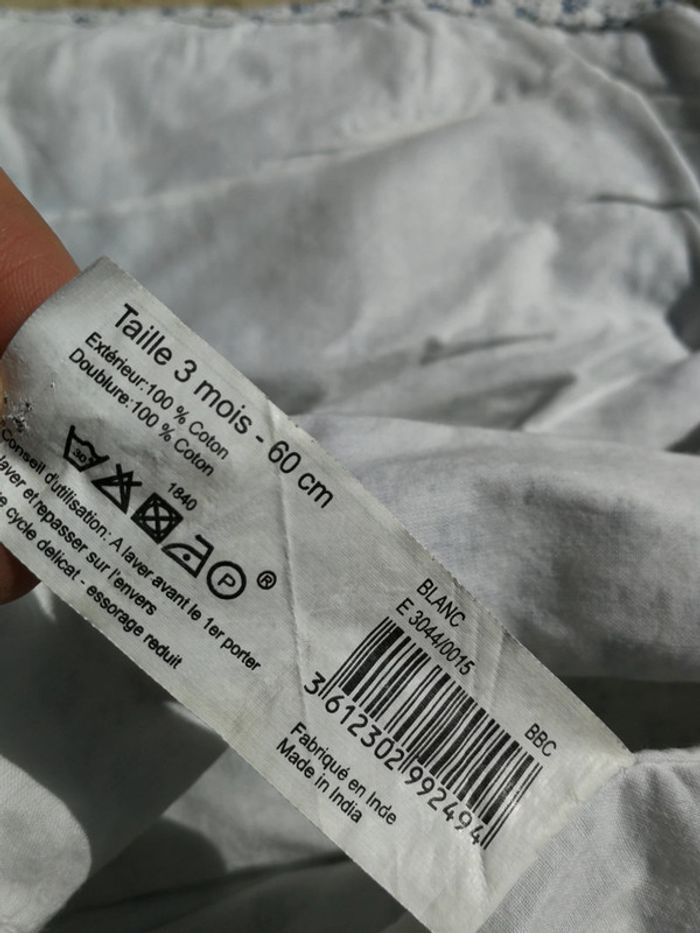 Taille 3 mois - 60 cm
Extérieur:100 % Coton
Doublure:100 % Coton
1840
30°
P
®
Conseil d'utilisation: A laver avant le 1er porter
laver et repasser sur l'envers
cycle delicat - essorage reduit
BLANC
E 3044/0015
BBC
3 612302 992494
Fabriqué en Inde
Made in India